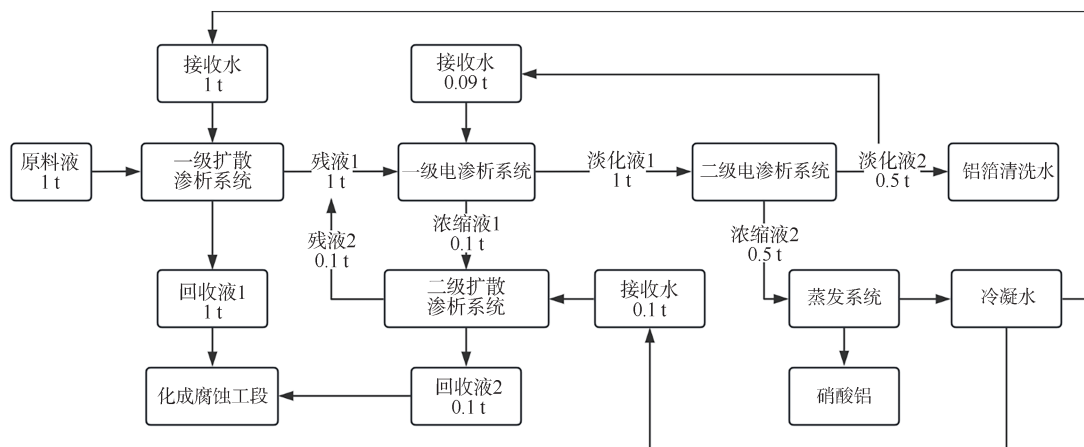 接收水
1 t
接收水
0.09 t
原料液
1 t
一级扩散
渗析系统
残液1
1 t
一级电渗析系统
淡化液1
1 t
二级电渗析系统
淡化液2
0.5 t
铝箔清洗水
残液2
0.1 t
浓缩液1
0.1 t
浓缩液2
0.5 t
回收液1
1 t
二级扩散
渗析系统
接收水
0.1 t
蒸发系统
冷凝水
化成腐蚀工段
回收液2
0.1 t
硝酸铝